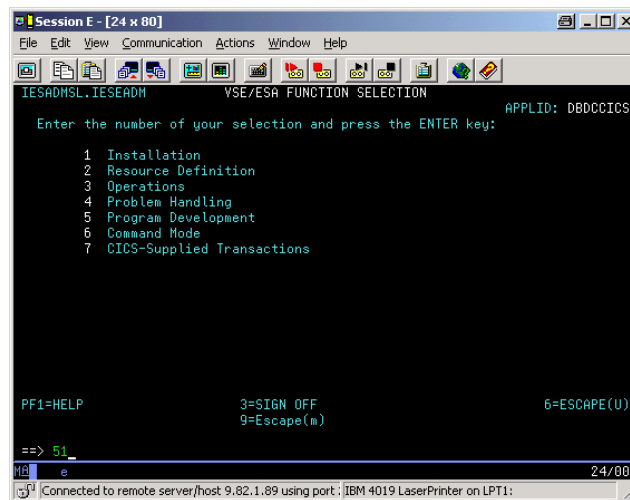 Session E - [24 x 80]
File Edit View Communication Actions Window Help
IESADMSL.IESEADM VSE/ESA FUNCTION SELECTION
APPLID: DBDCCICS
Enter the number of your selection and press the ENTER key:
1 Installation
2 Resource Definition
3 Operations
4 Problem Handling
5 Program Development
6 Command Mode
7 CICS-Supplied Transactions
PF1=HELP 3=SIGN OFF 6=ESCAPE(U)
9=Escape(m)
==> 51_
MA e 24/00
Connected to remote server/host 9.82.1.89 using port IBM 4019 LaserPrinter on LPT1: